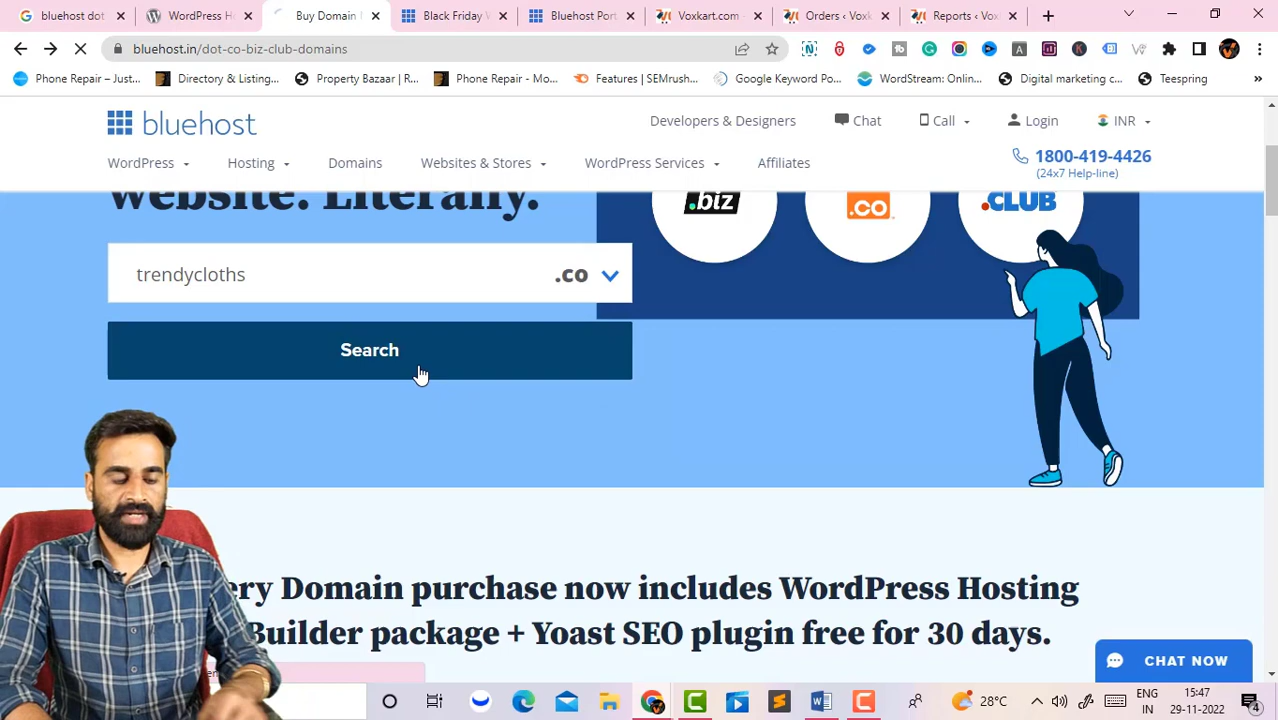 bluehost dot
WordPress H
Buy Domain
Black Friday W
Bluehost Port
Voxkart.com –
Orders ‹ Voxk
Reports ‹ Vox
bluehost.in/dot-co-biz-club-domains
Phone Repair – Just...
Directory & Listing...
Property Bazaar | R...
Phone Repair - Mo...
Features | SEMrush...
Google Keyword Po...
WordStream: Onlin...
Digital marketing c...
Teespring
»
bluehost
Developers & Designers
Chat
Call
Login
INR
WordPress
Hosting
Domains
Websites & Stores
WordPress Services
Affiliates
1800-419-4426
(24x7 Help-line)
website. Literally.
.biz
.co
.CLUB
trendycloths
.co
Search
ery Domain purchase now includes WordPress Hosting
Builder package + Yoast SEO plugin free for 30 days.
CHAT NOW
28°C
ENG
IN
15:47
29-11-2022
4